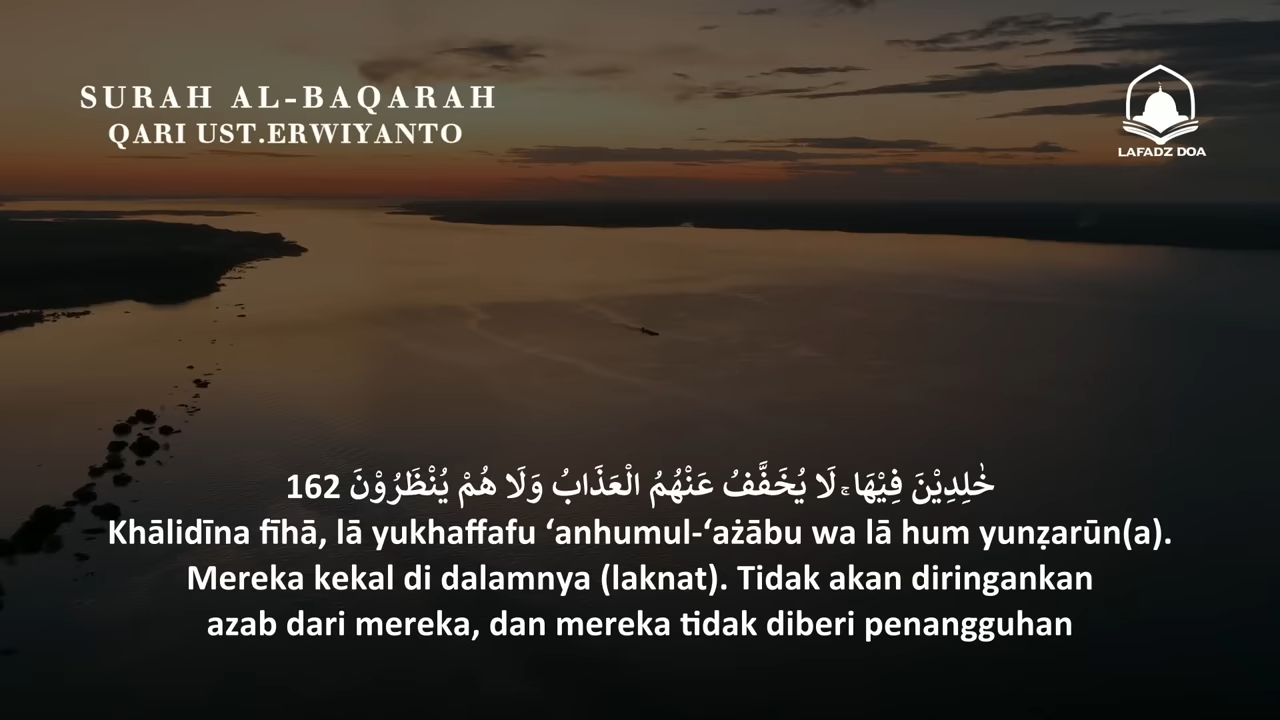 SURAH AL-BAQARAH
QARI UST.ERWIYANTO
LAFADZ DOA
خٰلِدِيْنَ فِيْهَا ۚ لَا يُخَفَّفُ عَنْهُمُ الْعَذَابُ وَلَا هُمْ يُنْظَرُوْنَ 162
Khālidīna fīhā, lā yukhaffafu ‘anhumul-‘ażābu wa lā hum yunẓarūn(a).
Mereka kekal di dalamnya (laknat). Tidak akan diringankan
azab dari mereka, dan mereka tidak diberi penangguhan